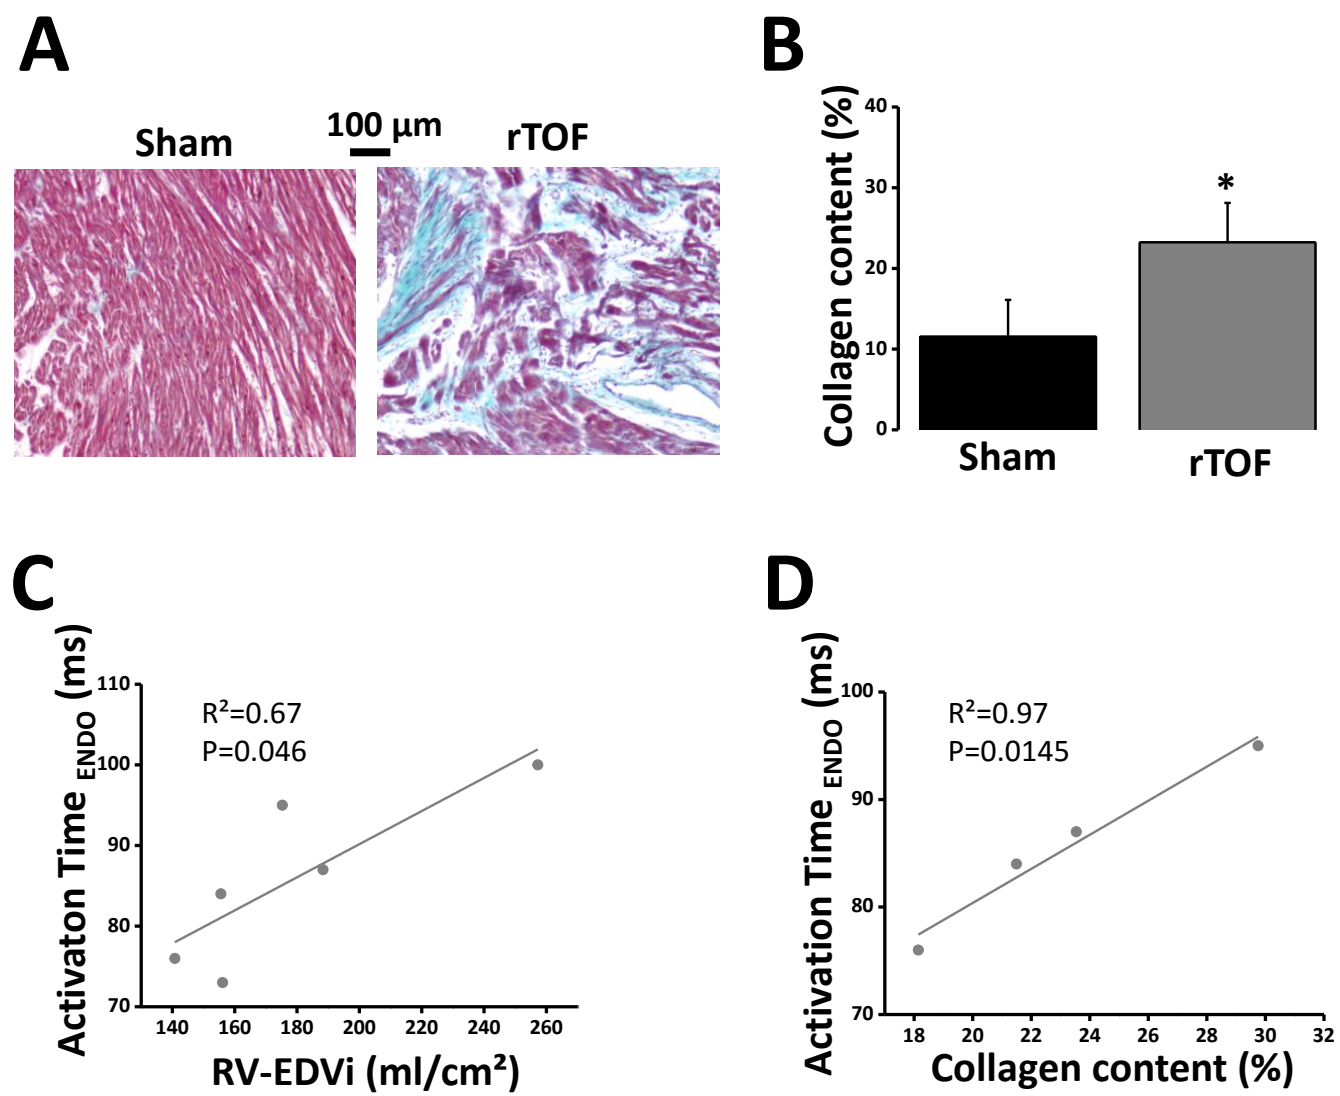 A
Sham
100 µm
rTOF
B
Collagen content (%)
40
30
20
10
0
*
Sham
rTOF
C
Activaton Time ENDO (ms)
110
100
90
80
70
R²=0.67
P=0.046
140 160 180 200 220 240 260
RV-EDVi (ml/cm²)
D
Activation Time ENDO (ms)
100
90
80
70
R²=0.97
P=0.0145
18 20 22 24 26 28 30 32
Collagen content (%)